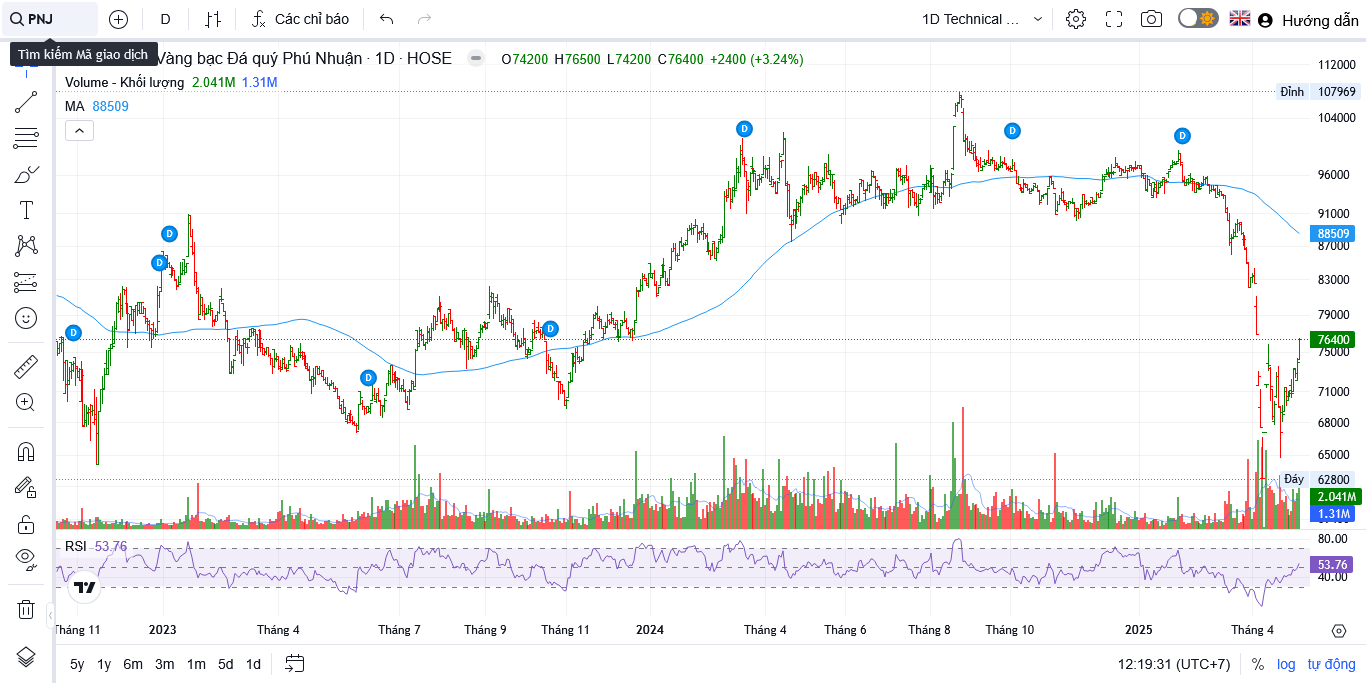 PNJ D Các chỉ báo 1D Technical ... Hướng dẫn
Tìm kiếm Mã giao dịch
Vàng bạc Đá quý Phú Nhuận · 1D · HOSE O74200 H76500 L74200 C76400 +2400 (+3.24%)
Volume - Khối lượng 2.041M 1.31M
MA 88509
112000
Đỉnh 107969
104000
96000
91000
88509
87000
83000
79000
76400
75000
71000
68000
65000
Đáy 62800
2.041M
1.31M
D
D
D
D
D
D
D
D
RSI 53.76
80.00
53.76
40.00
Tháng 11 2023 Tháng 4 Tháng 7 Tháng 9 Tháng 11 2024 Tháng 4 Tháng 6 Tháng 8 Tháng 10 2025 Tháng 4
5y 1y 6m 3m 1m 5d 1d 12:19:31 (UTC+7) % log tự động